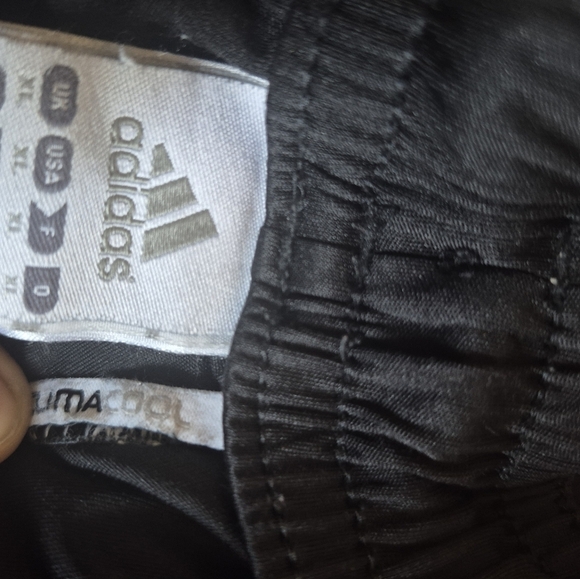 adidas
UK USA F D
XL XL XL XL
CLIMACOOL